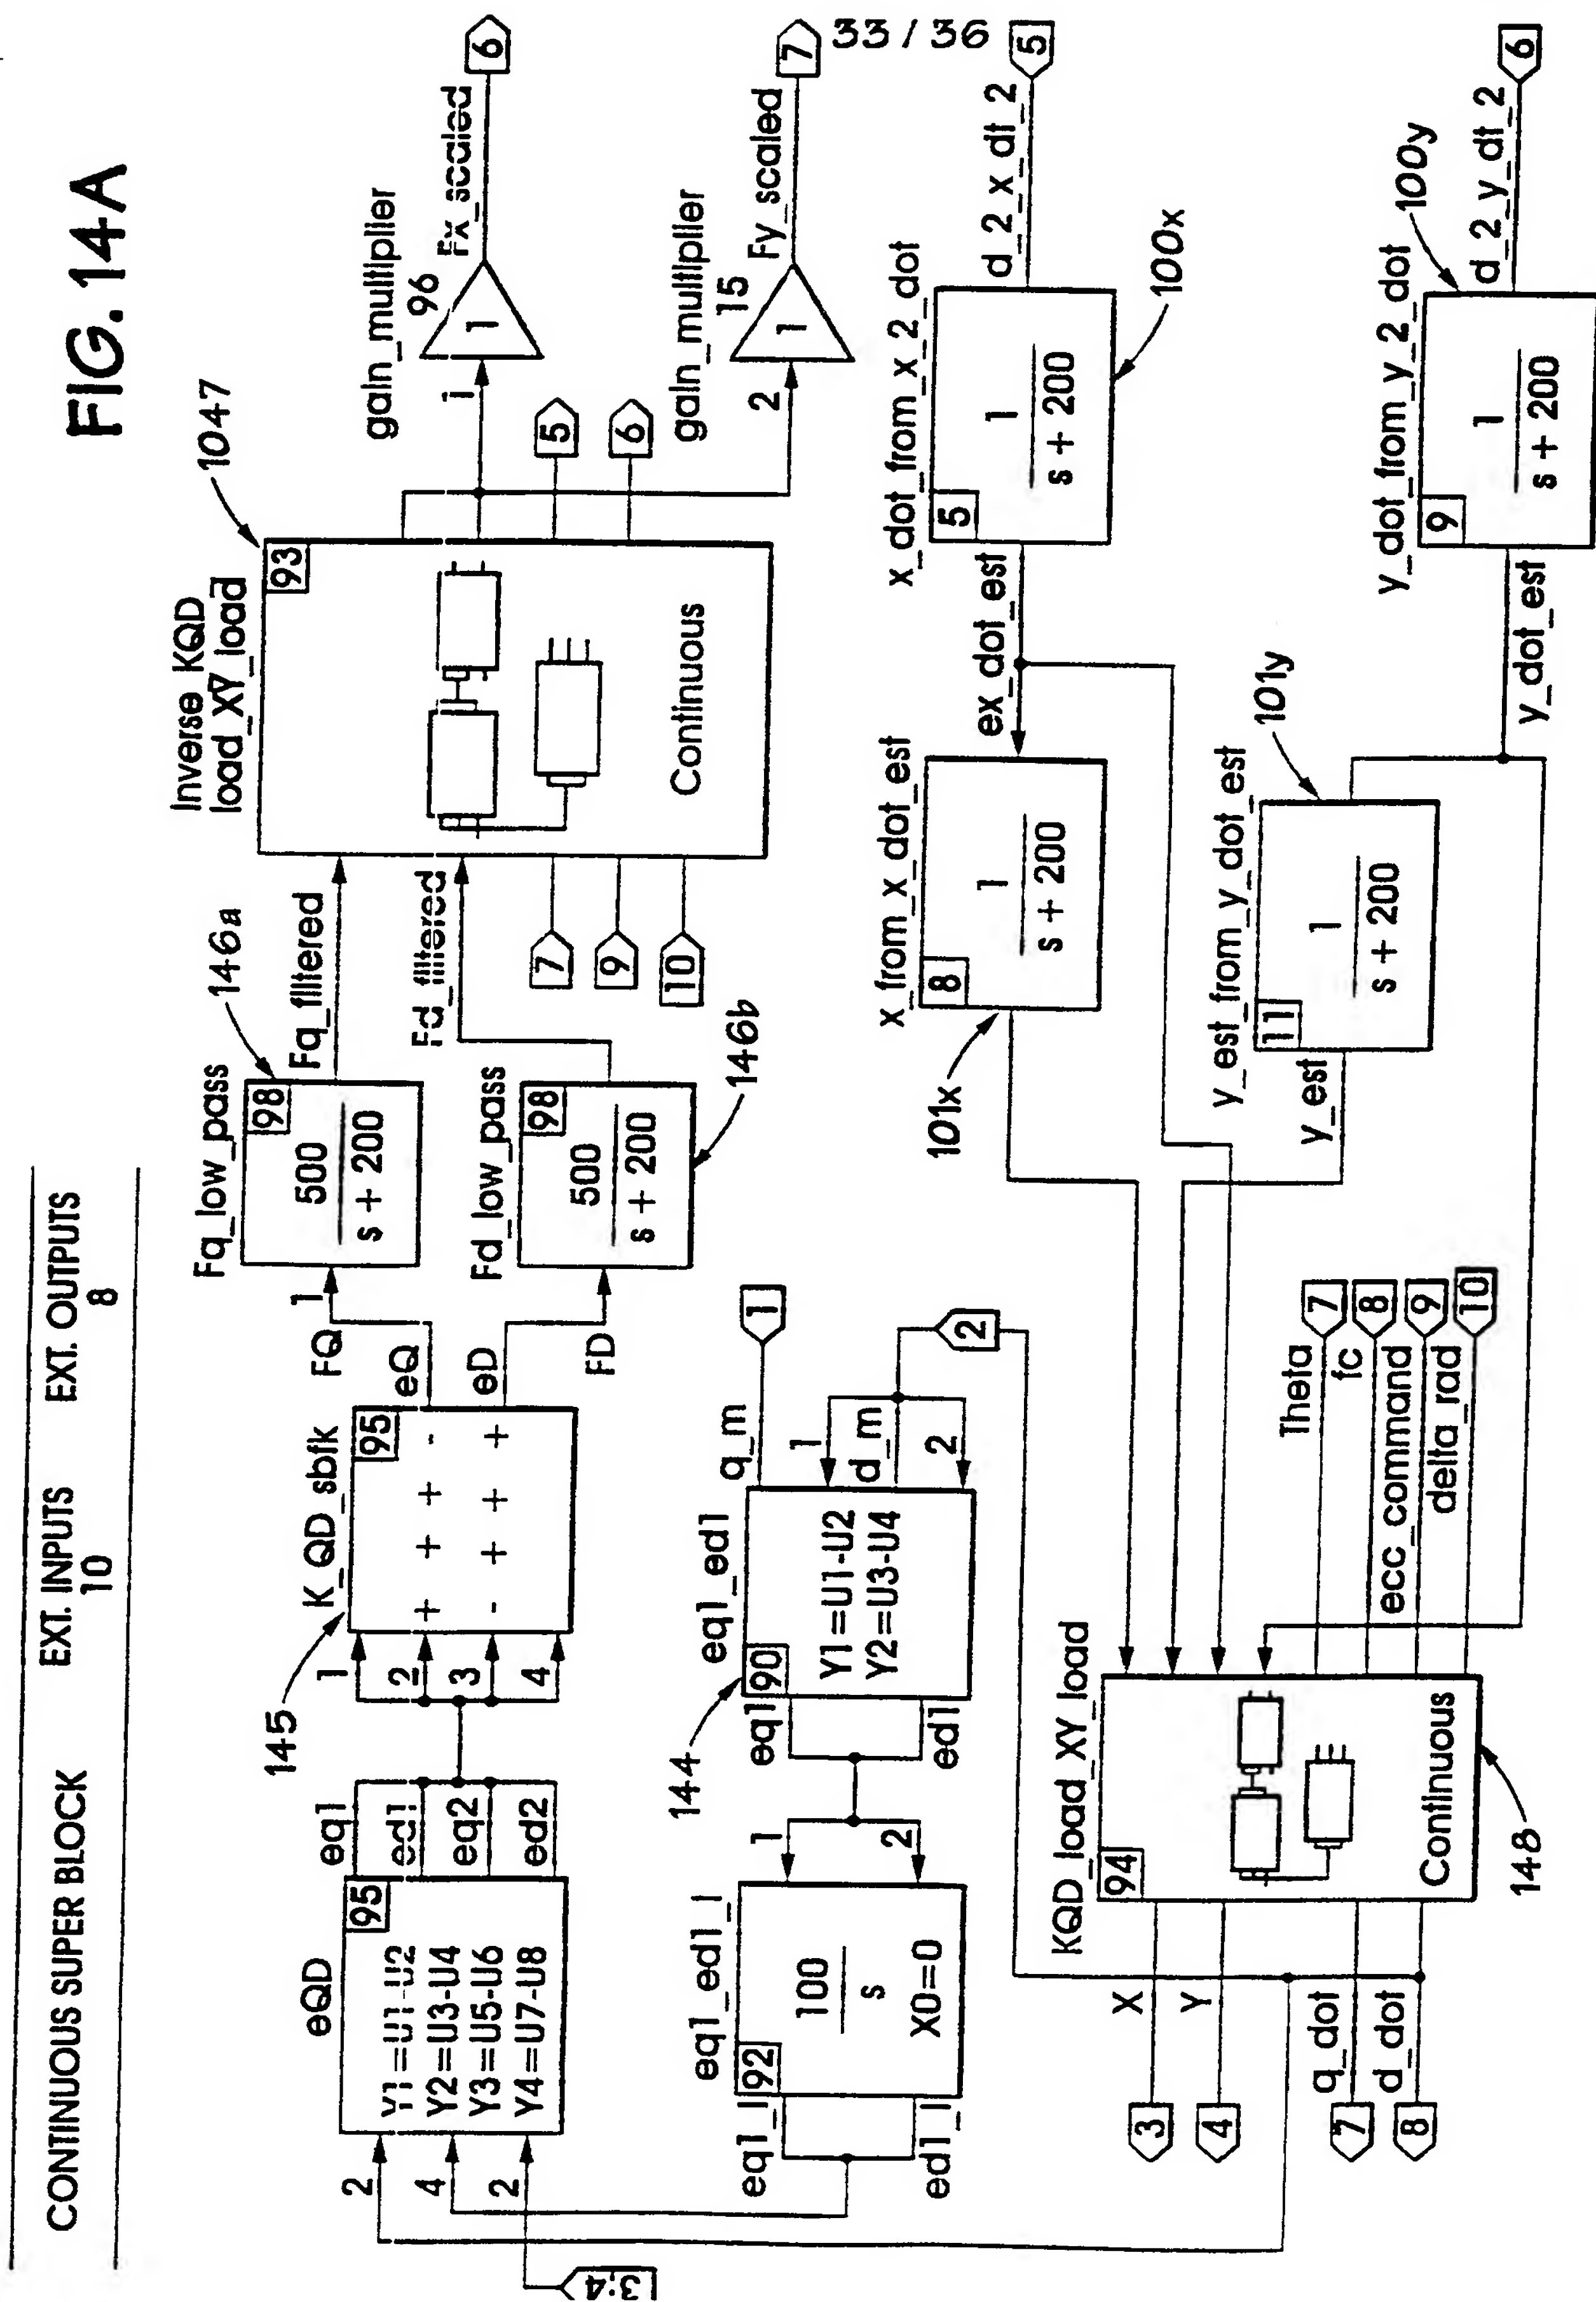 33 / 36
FIG. 14A
CONTINUOUS SUPER BLOCK
EXT. INPUTS
10
EXT. OUTPUTS
8
eQD
95
Y1=U1-U2
Y2=U3-U4
Y3=U5-U6
Y4=U7-U8
2
4
2
3:4
eq1
ed1
eq2
ed2
145
K_QD_sbfk
95
1
2
3
4
+ + + -
- + + +
eQ
eD
FQ
FD
1
Fq_low_pass
98
500
s + 200
146a
Fq_filtered
Fd_low_pass
98
500
s + 200
146b
Fd_filtered
Inverse KQD
load_XY_load
93
Continuous
1047
7
9
10
5
6
gain_multiplier
96
1
1
Fx_scaled
6
gain_multiplier
15
2
1
Fy_scaled
7
eq1_ed1_I
92
100
s
X0=0
eq1_I
ed1_I
1
2
144
eq1_ed1
90
Y1=U1-U2
Y2=U3-U4
eq1
ed1
q_m
1
1
d_m
2
2
x_from_x_dot_est
8
1
s + 200
101x
ex_dot_est
x_dot_from_x_2_dot
5
1
s + 200
100x
d_2_x_dt_2
5
y_est_from_y_dot_est
11
1
s + 200
101y
y_est
y_dot_est
y_dot_from_y_2_dot
9
1
s + 200
100y
d_2_y_dt_2
6
KQD_load_XY_load
94
Continuous
148
X
3
Y
4
q_dot
7
d_dot
8
Theta
7
fc
8
ecc_command
9
delta_rad
10